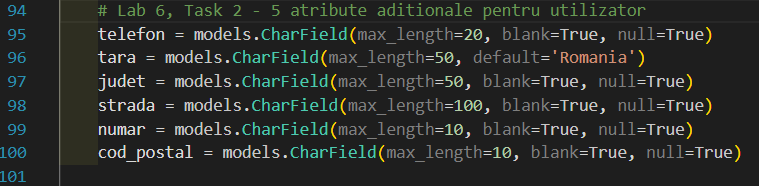 94 # Lab 6, Task 2 - 5 atribute aditionale pentru utilizator
95 telefon = models.CharField(max_length=20, blank=True, null=True)
96 tara = models.CharField(max_length=50, default='Romania')
97 judet = models.CharField(max_length=50, blank=True, null=True)
98 strada = models.CharField(max_length=100, blank=True, null=True)
99 numar = models.CharField(max_length=10, blank=True, null=True)
100 cod_postal = models.CharField(max_length=10, blank=True, null=True)
101